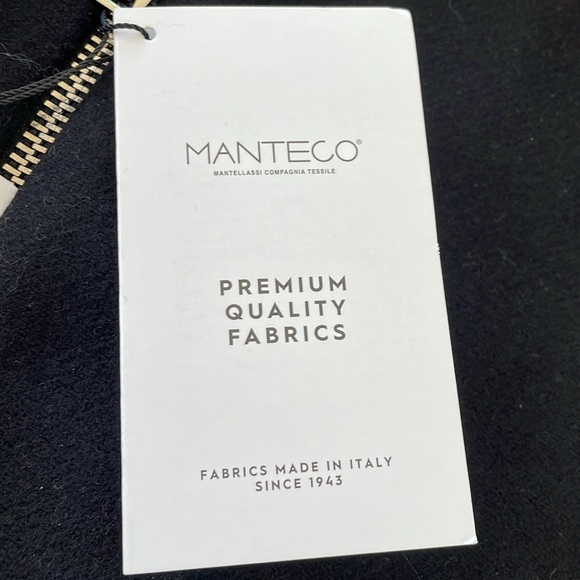 MANTECO®
MANTELLASSI COMPAGNIA TESSILE
PREMIUM
QUALITY
FABRICS
FABRICS MADE IN ITALY
SINCE 1943